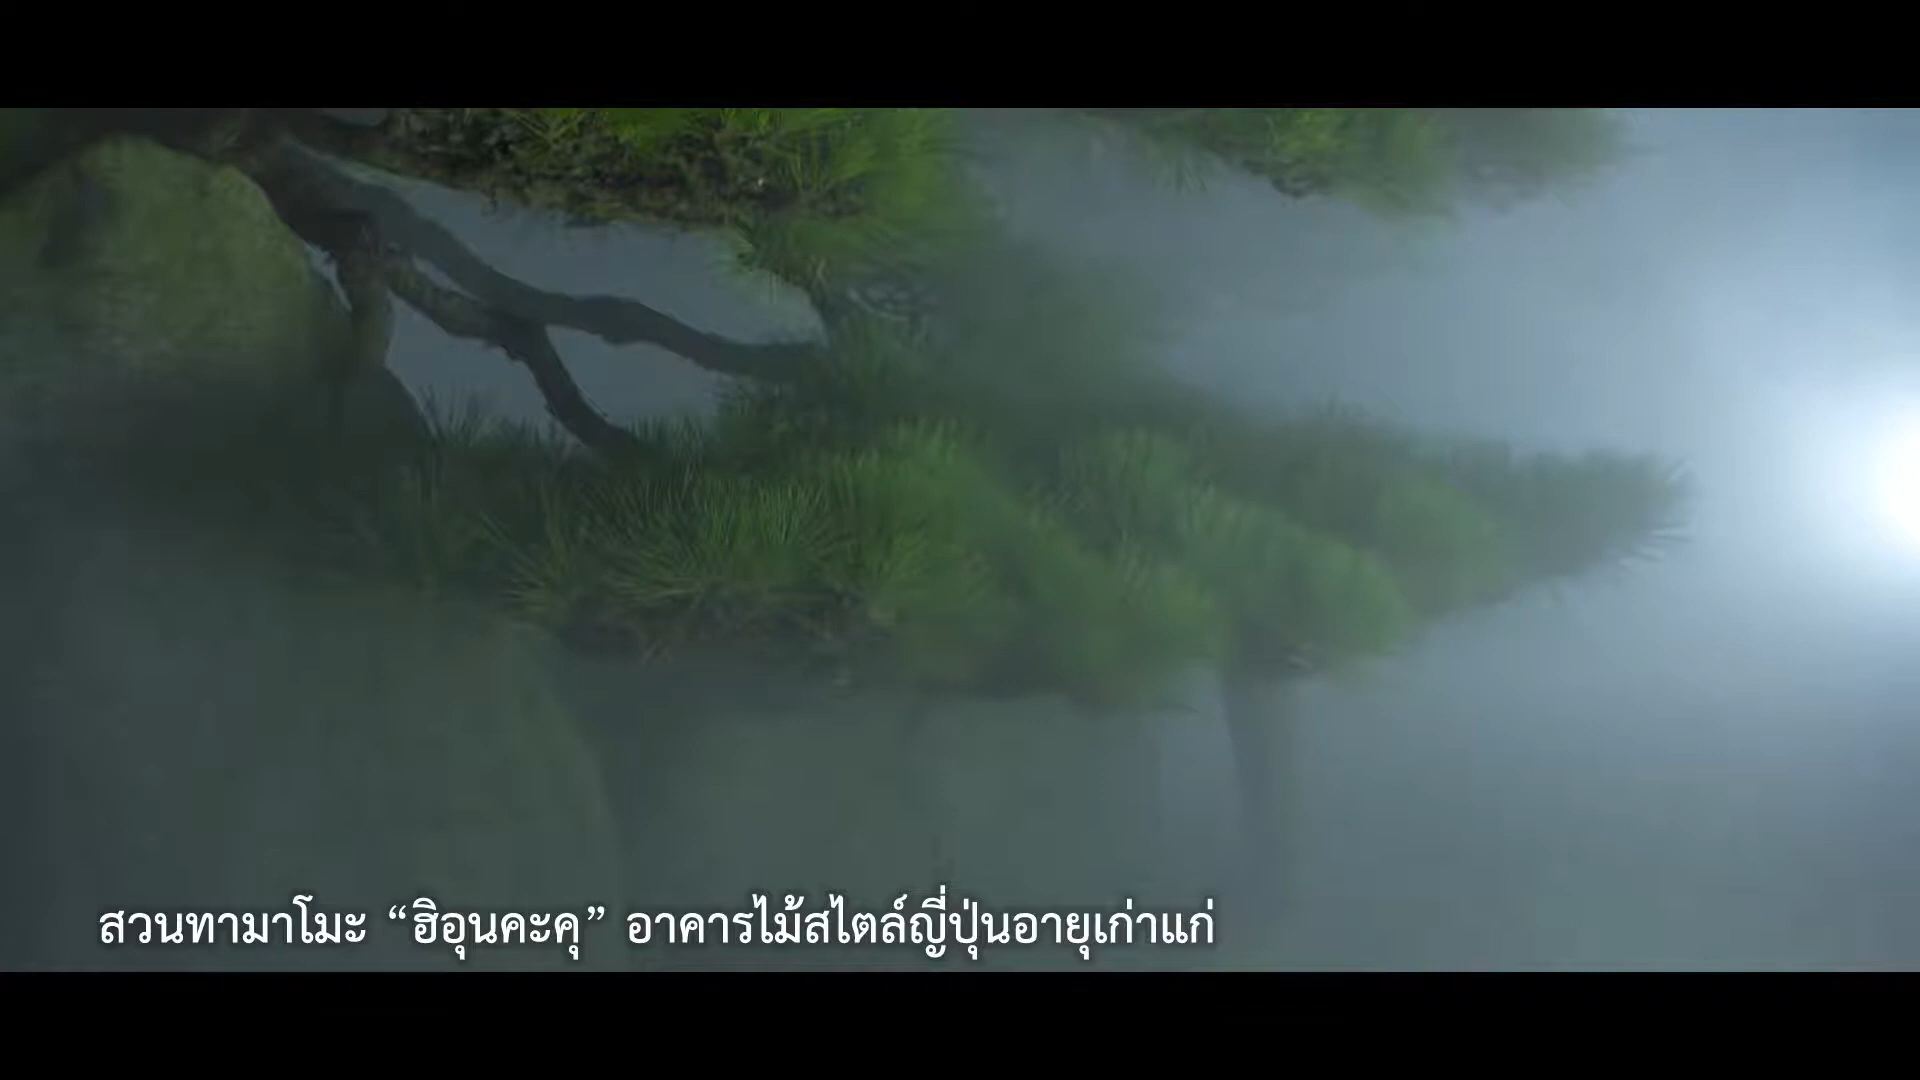 สวนทามาโมะ “ฮิอุนคะคุ” อาคารไม้สไตล์ญี่ปุ่นอายุเก่าแก่